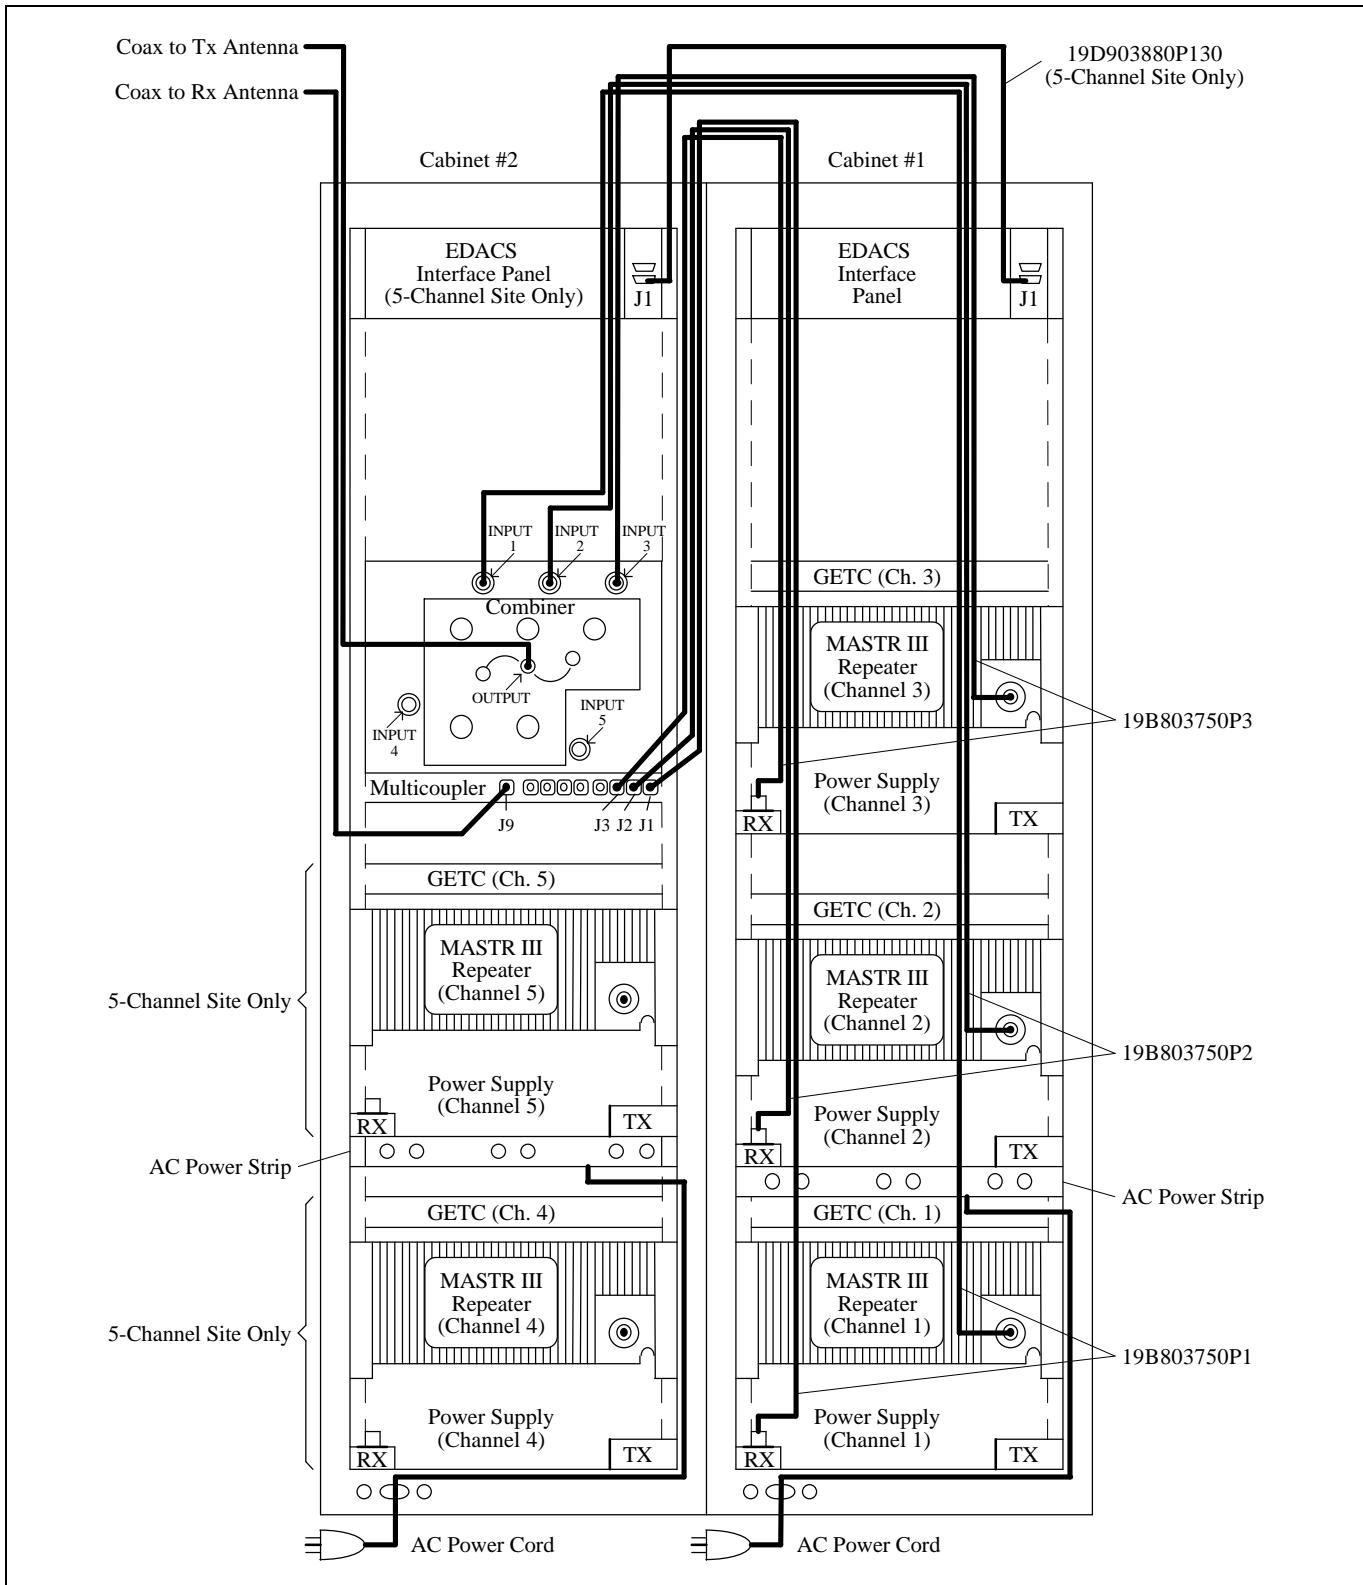 Coax to Tx Antenna
Coax to Rx Antenna
19D903880P130
(5-Channel Site Only)
Cabinet #2
Cabinet #1
EDACS
Interface Panel
(5-Channel Site Only)
J1
EDACS
Interface
Panel
J1
INPUT
1
INPUT
2
INPUT
3
Combiner
OUTPUT
INPUT
4
INPUT
5
Multicoupler
J9
J3
J2
J1
GETC (Ch. 3)
MASTR III
Repeater
(Channel 3)
19B803750P3
Power Supply
(Channel 3)
RX
TX
GETC (Ch. 5)
MASTR III
Repeater
(Channel 5)
5-Channel Site Only
Power Supply
(Channel 5)
RX
TX
AC Power Strip
GETC (Ch. 2)
MASTR III
Repeater
(Channel 2)
19B803750P2
Power Supply
(Channel 2)
RX
TX
AC Power Strip
GETC (Ch. 4)
MASTR III
Repeater
(Channel 4)
5-Channel Site Only
Power Supply
(Channel 4)
RX
TX
GETC (Ch. 1)
MASTR III
Repeater
(Channel 1)
19B803750P1
Power Supply
(Channel 1)
RX
TX
AC Power Cord
AC Power Cord